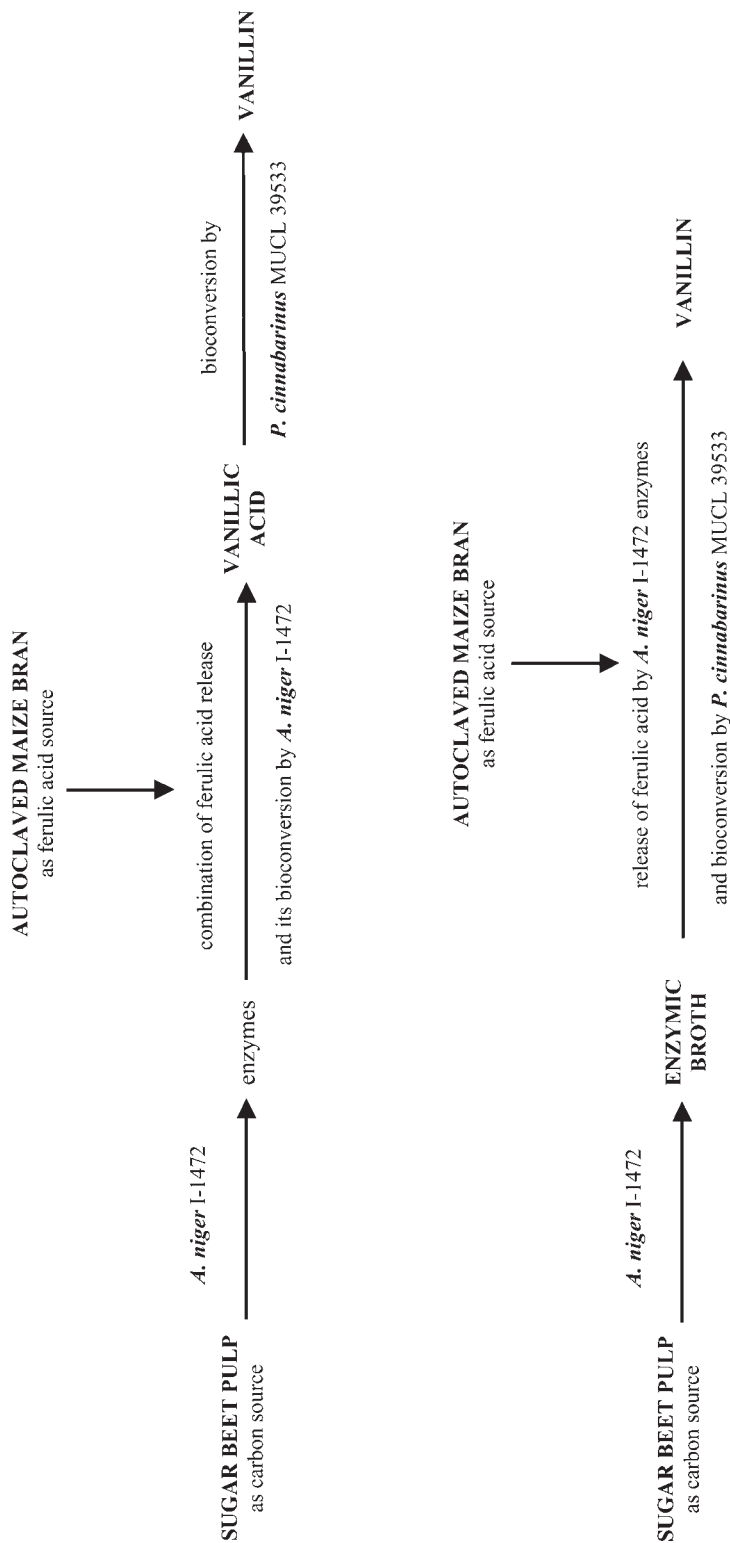 AUTOCLAVED MAIZE BRAN
as ferulic acid source
SUGAR BEET PULP
as carbon source
A. niger I-1472
enzymes
combination of ferulic acid release
and its bioconversion by A. niger I-1472
VANILLIC
ACID
bioconversion by
P. cinnabarinus MUCL 39533
VANILLIN
AUTOCLAVED MAIZE BRAN
as ferulic acid source
SUGAR BEET PULP
as carbon source
A. niger I-1472
ENZYMIC
BROTH
release of ferulic acid by A. niger I-1472 enzymes
and bioconversion by P. cinnabarinus MUCL 39533
VANILLIN